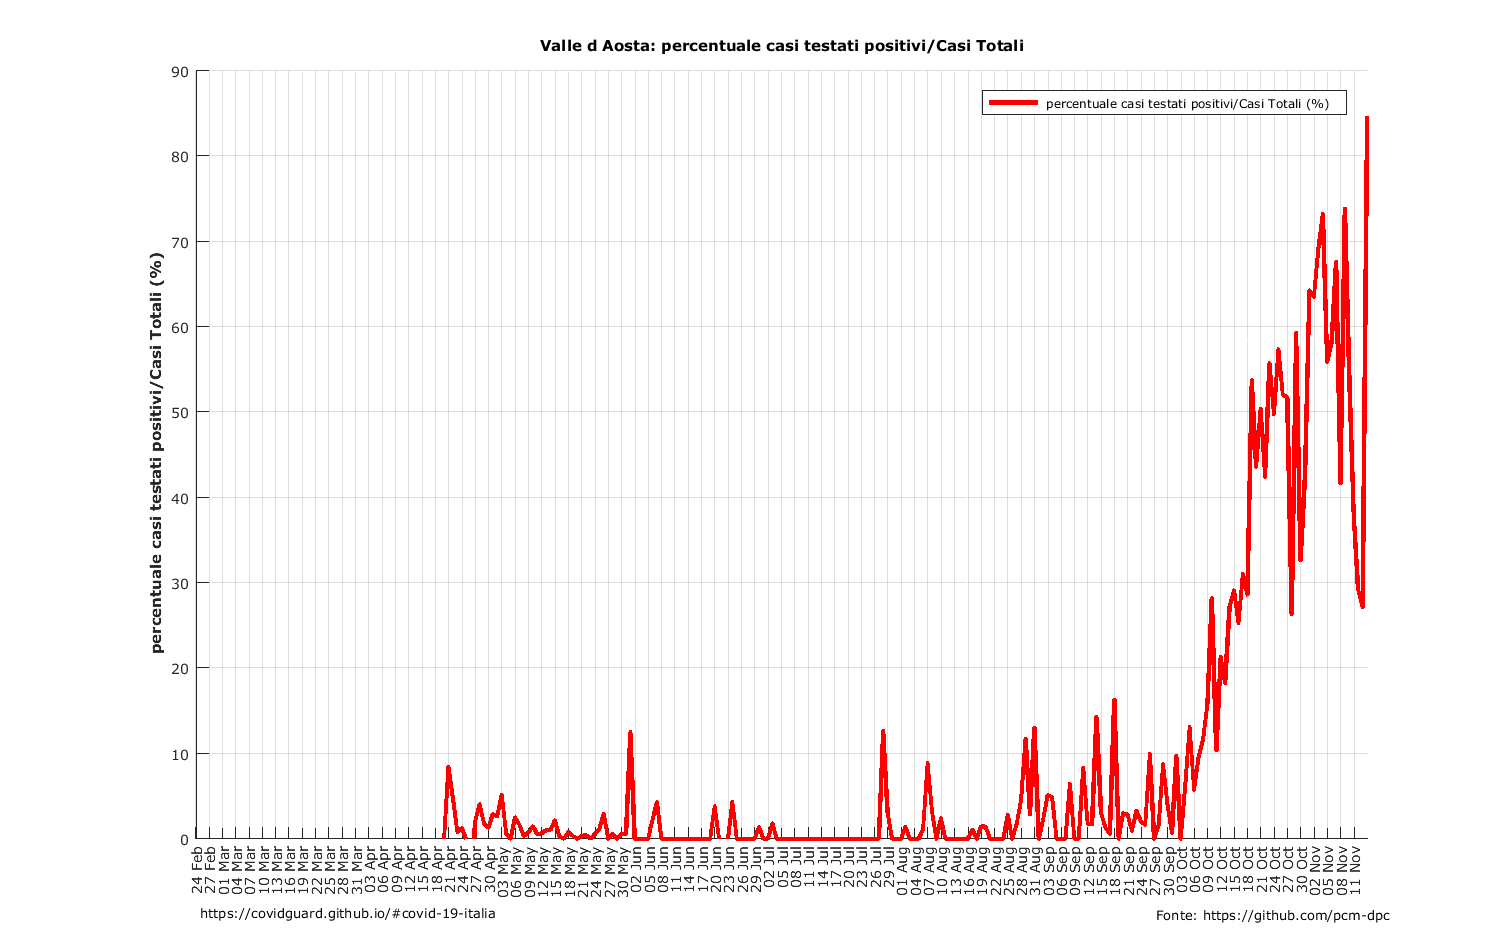 Valle d Aosta: percentuale casi testati positivi/Casi Totali
percentuale casi testati positivi/Casi Totali (%)
percentuale casi testati positivi/Casi Totali (%)
90
80
70
60
50
40
30
20
10
0
24 Feb
27 Feb
01 Mar
04 Mar
07 Mar
10 Mar
13 Mar
16 Mar
19 Mar
22 Mar
25 Mar
28 Mar
31 Mar
03 Apr
06 Apr
09 Apr
12 Apr
15 Apr
18 Apr
21 Apr
24 Apr
27 Apr
30 Apr
03 May
06 May
09 May
12 May
15 May
18 May
21 May
24 May
27 May
30 May
02 Jun
05 Jun
08 Jun
11 Jun
14 Jun
17 Jun
20 Jun
23 Jun
26 Jun
29 Jun
02 Jul
05 Jul
08 Jul
11 Jul
14 Jul
17 Jul
20 Jul
23 Jul
26 Jul
29 Jul
01 Aug
04 Aug
07 Aug
10 Aug
13 Aug
16 Aug
19 Aug
22 Aug
25 Aug
28 Aug
31 Aug
03 Sep
06 Sep
09 Sep
12 Sep
15 Sep
18 Sep
21 Sep
24 Sep
27 Sep
30 Sep
03 Oct
06 Oct
09 Oct
12 Oct
15 Oct
18 Oct
21 Oct
24 Oct
27 Oct
30 Oct
02 Nov
05 Nov
08 Nov
11 Nov
https://covidguard.github.io/#covid-19-italia
Fonte: https://github.com/pcm-dpc